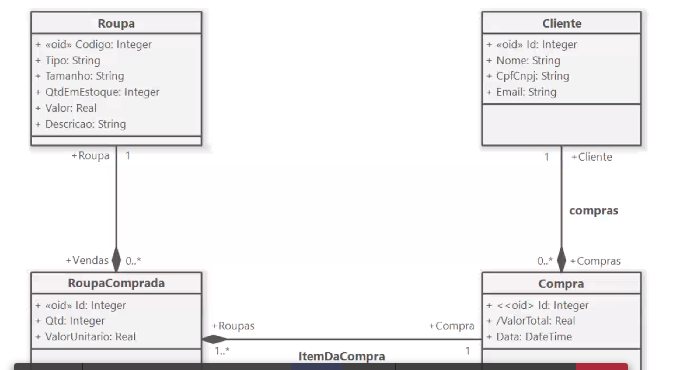 Roupa
+ «oid» Codigo: Integer
+ Tipo: String
+ Tamanho: String
+ QtdEmEstoque: Integer
+ Valor: Real
+ Descricao: String
Cliente
+ «oid» Id: Integer
+ Nome: String
+ CpfCnpj: String
+ Email: String
+Roupa 1
1 +Cliente
compras
+Vendas 0..*
0..* +Compras
RoupaComprada
+ «oid» Id: Integer
+ Qtd: Integer
+ ValorUnitario: Real
Compra
+ <<oid> Id: Integer
+ /ValorTotal: Real
+ Data: DateTime
+Roupas +Compra
1..* 1
ItemDaCompra